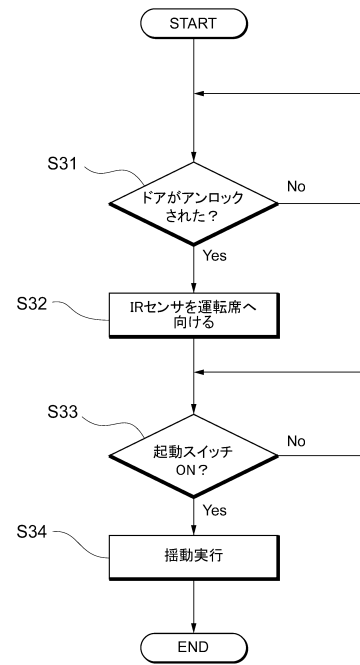 START
S31
ドアがアンロック
された？
No
Yes
S32
IRセンサを運転席へ
向ける
S33
起動スイッチ
ON？
No
Yes
S34
揺動実行
END